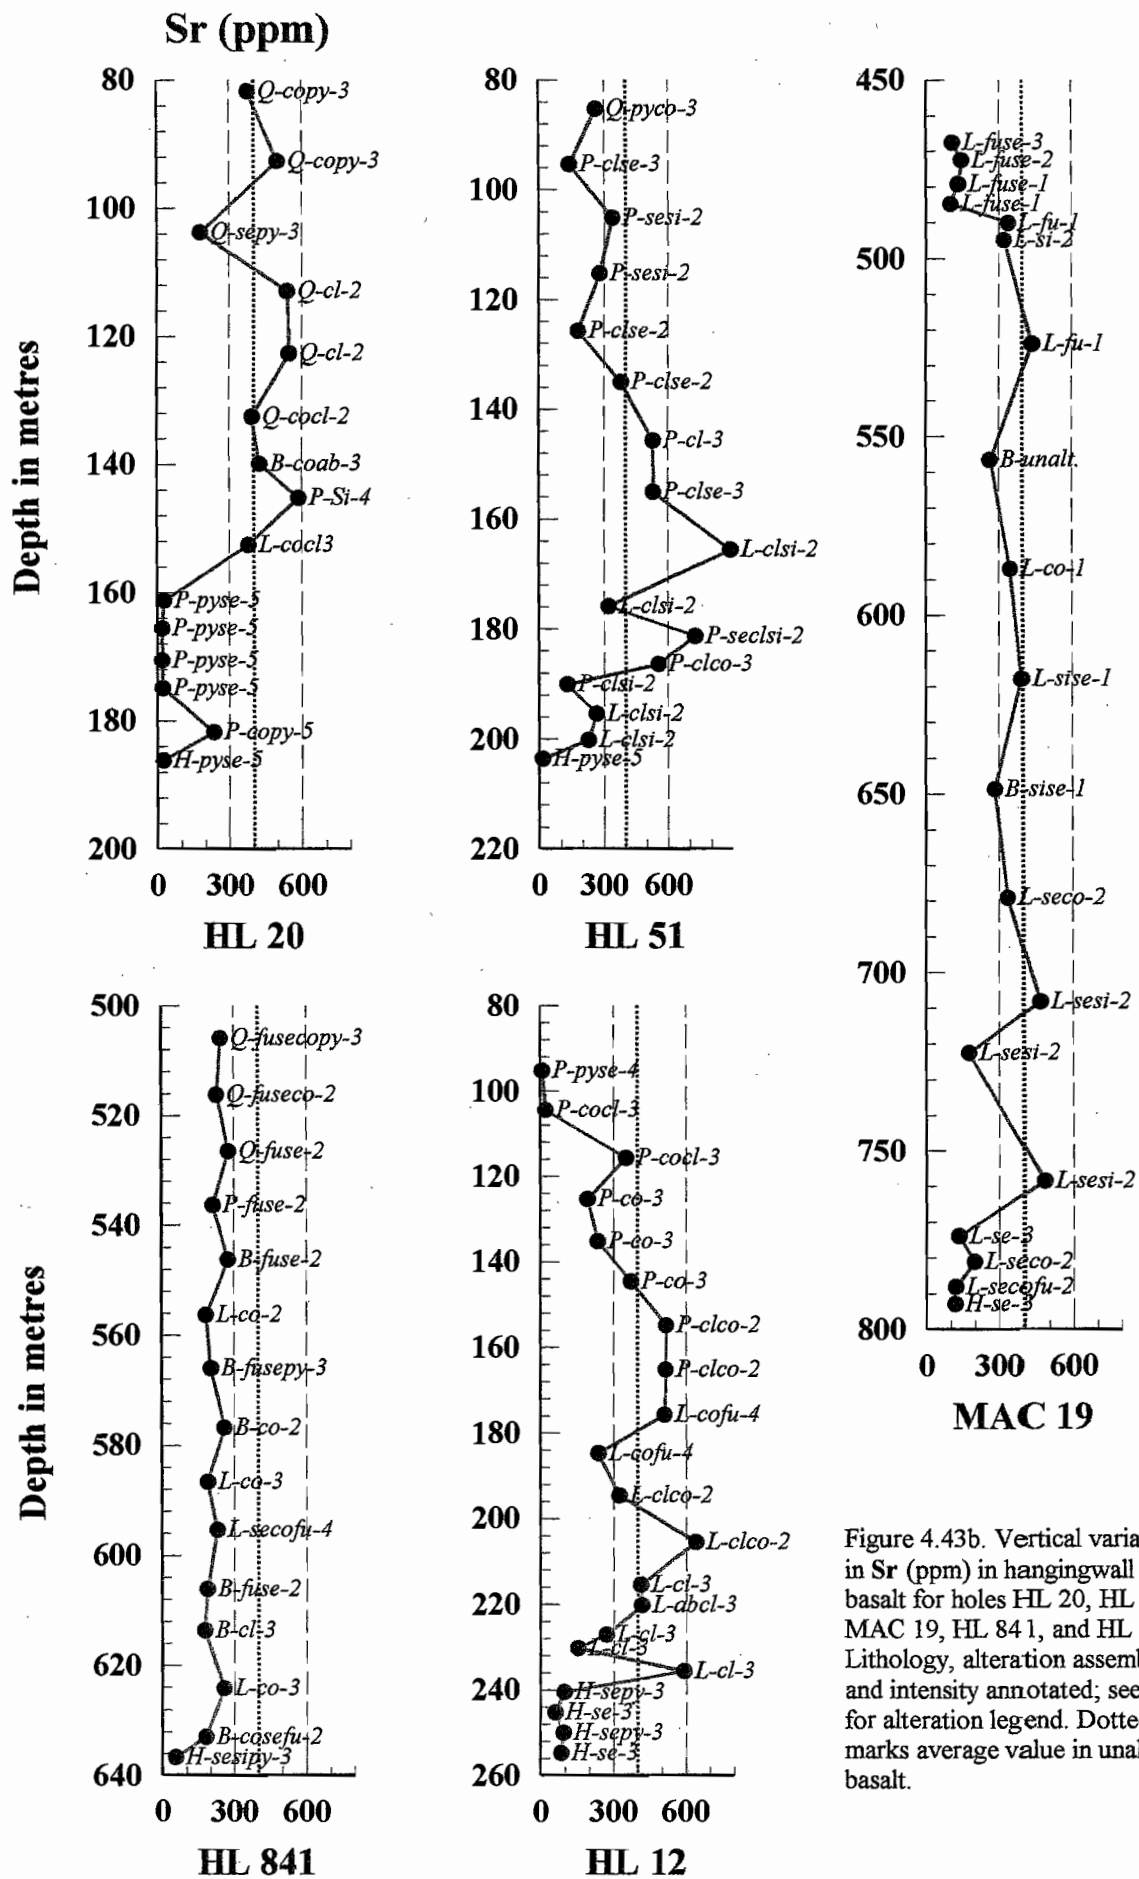 Sr (ppm)
Depth in metres
80
100
120
140
160
180
200
Q-copy-3
Q-copy-3
Q-sepy-3
Q-cl-2
Q-cl-2
Q-cocl-2
B-coab-3
P-Si-4
L-cocl3
P-pyse-5
P-pyse-5
P-pyse-5
P-pyse-5
P-copy-5
H-pyse-5
0 300 600
HL 20
80
100
120
140
160
180
200
220
Q-pyco-3
P-clse-3
P-sesi-2
P-sesi-2
P-clse-2
P-clse-2
P-cl-3
P-clse-3
L-clsi-2
L-clsi-2
P-seclsi-2
P-clco-3
P-clsi-2
L-clsi-2
L-clsi-2
H-pyse-5
0 300 600
HL 51
450
500
550
600
650
700
750
800
L-fuse-3
L-fuse-2
L-fuse-1
L-fuse-1
L-fu-1
L-si-2
L-fu-1
B-unalt.
L-co-1
L-sise-1
B-sise-1
L-seco-2
L-sesi-2
L-sesi-2
L-sesi-2
L-se-3
L-seco-2
L-secofu-2
H-se-3
0 300 600
MAC 19
Depth in metres
500
520
540
560
580
600
620
640
Q-fusecopy-3
Q-fuseco-2
Q-fuse-2
P-fuse-2
B-fuse-2
L-co-2
B-fusepy-3
B-co-2
L-co-3
L-secofu-4
B-fuse-2
B-cl-3
L-co-3
B-cosefu-2
H-sesipy-3
0 300 600
HL 841
80
100
120
140
160
180
200
220
240
260
P-pyse-4
P-cocl-3
P-cocl-3
P-co-3
P-co-3
P-co-3
P-clco-2
P-clco-2
L-cofu-4
L-cofu-4
L-clco-2
L-clco-2
L-cl-3
L-abcl-3
L-cl-3
L-cl-3
L-cl-3
H-sepy-3
H-se-3
H-sepy-3
H-se-3
0 300 600
HL 12
Figure 4.43b. Vertical varia
in Sr (ppm) in hangingwall
basalt for holes HL 20, HL
MAC 19, HL 841, and HL
Lithology, alteration assemb
and intensity annotated; see
for alteration legend. Dotte
marks average value in unal
basalt.